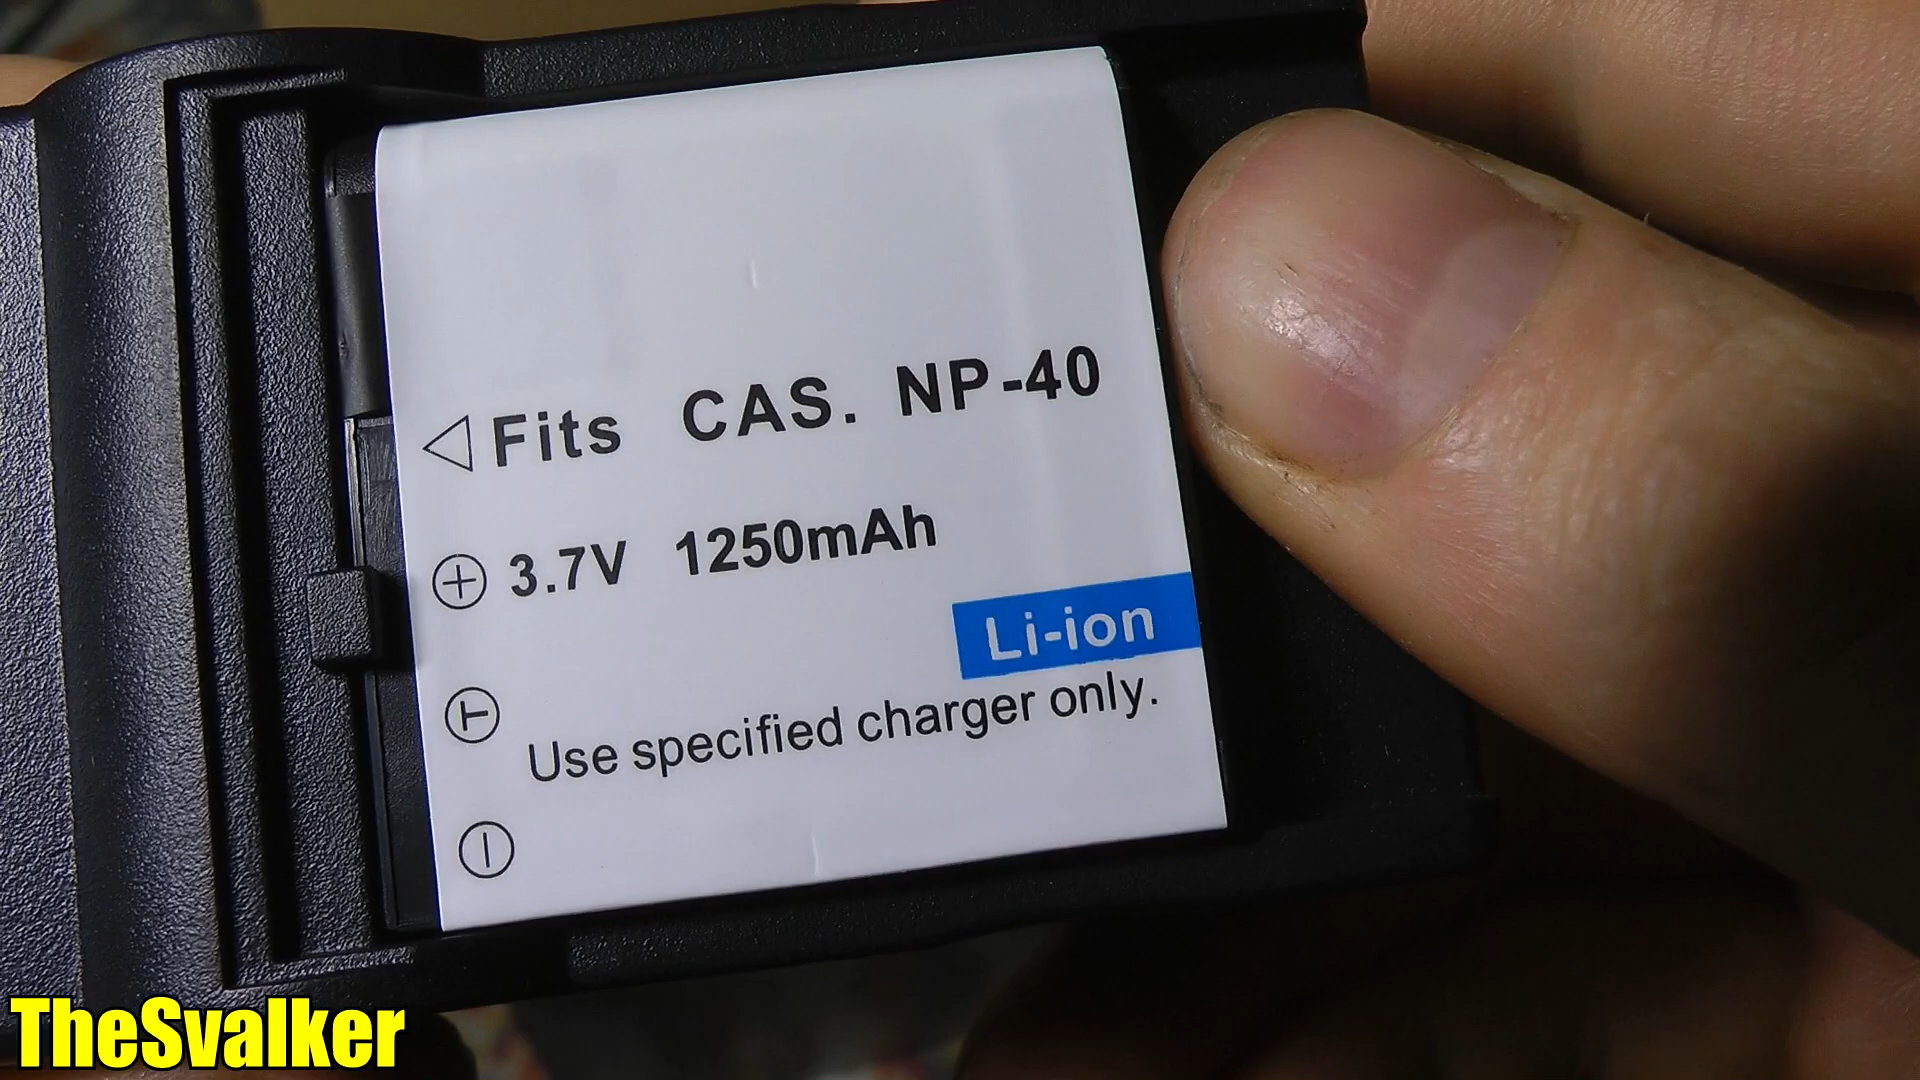 Fits CAS. NP-40
3.7V 1250mAh
Li-ion
Use specified charger only.
TheSvalker